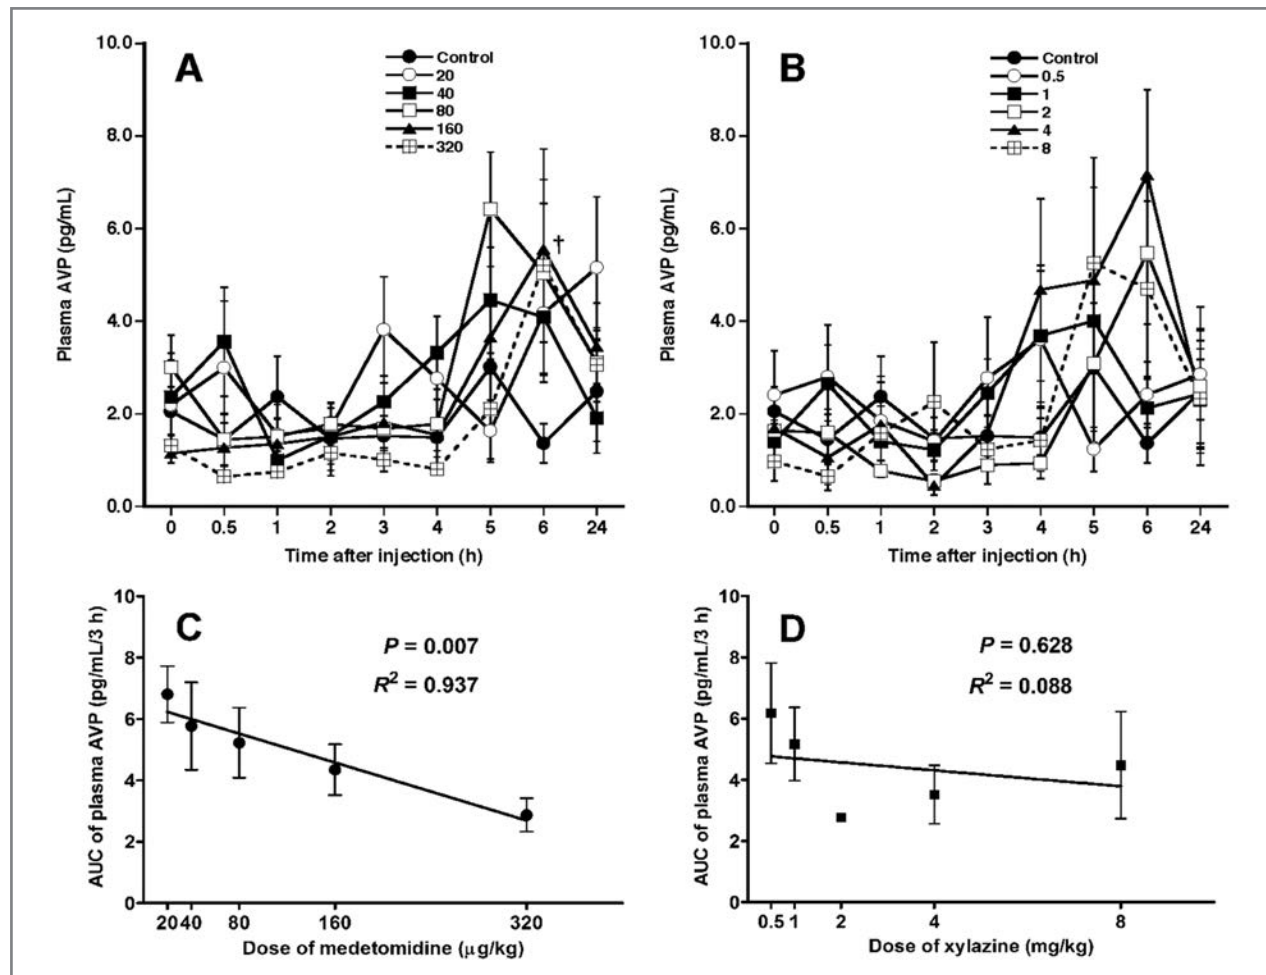 A
Plasma AVP (pg/mL)
10.0
8.0
6.0
4.0
2.0
0.0
Control
20
40
80
160
320
†
0 0.5 1 2 3 4 5 6 24
Time after injection (h)
B
Plasma AVP (pg/mL)
10.0
8.0
6.0
4.0
2.0
0.0
Control
0.5
1
2
4
8
0 0.5 1 2 3 4 5 6 24
Time after injection (h)
C
AUC of plasma AVP (pg/mL/3 h)
10
8
6
4
2
0
P = 0.007
R² = 0.937
20 40 80 160 320
Dose of medetomidine (μg/kg)
D
AUC of plasma AVP (pg/mL/3 h)
10
8
6
4
2
0
P = 0.628
R² = 0.088
0.5 1 2 4 8
Dose of xylazine (mg/kg)